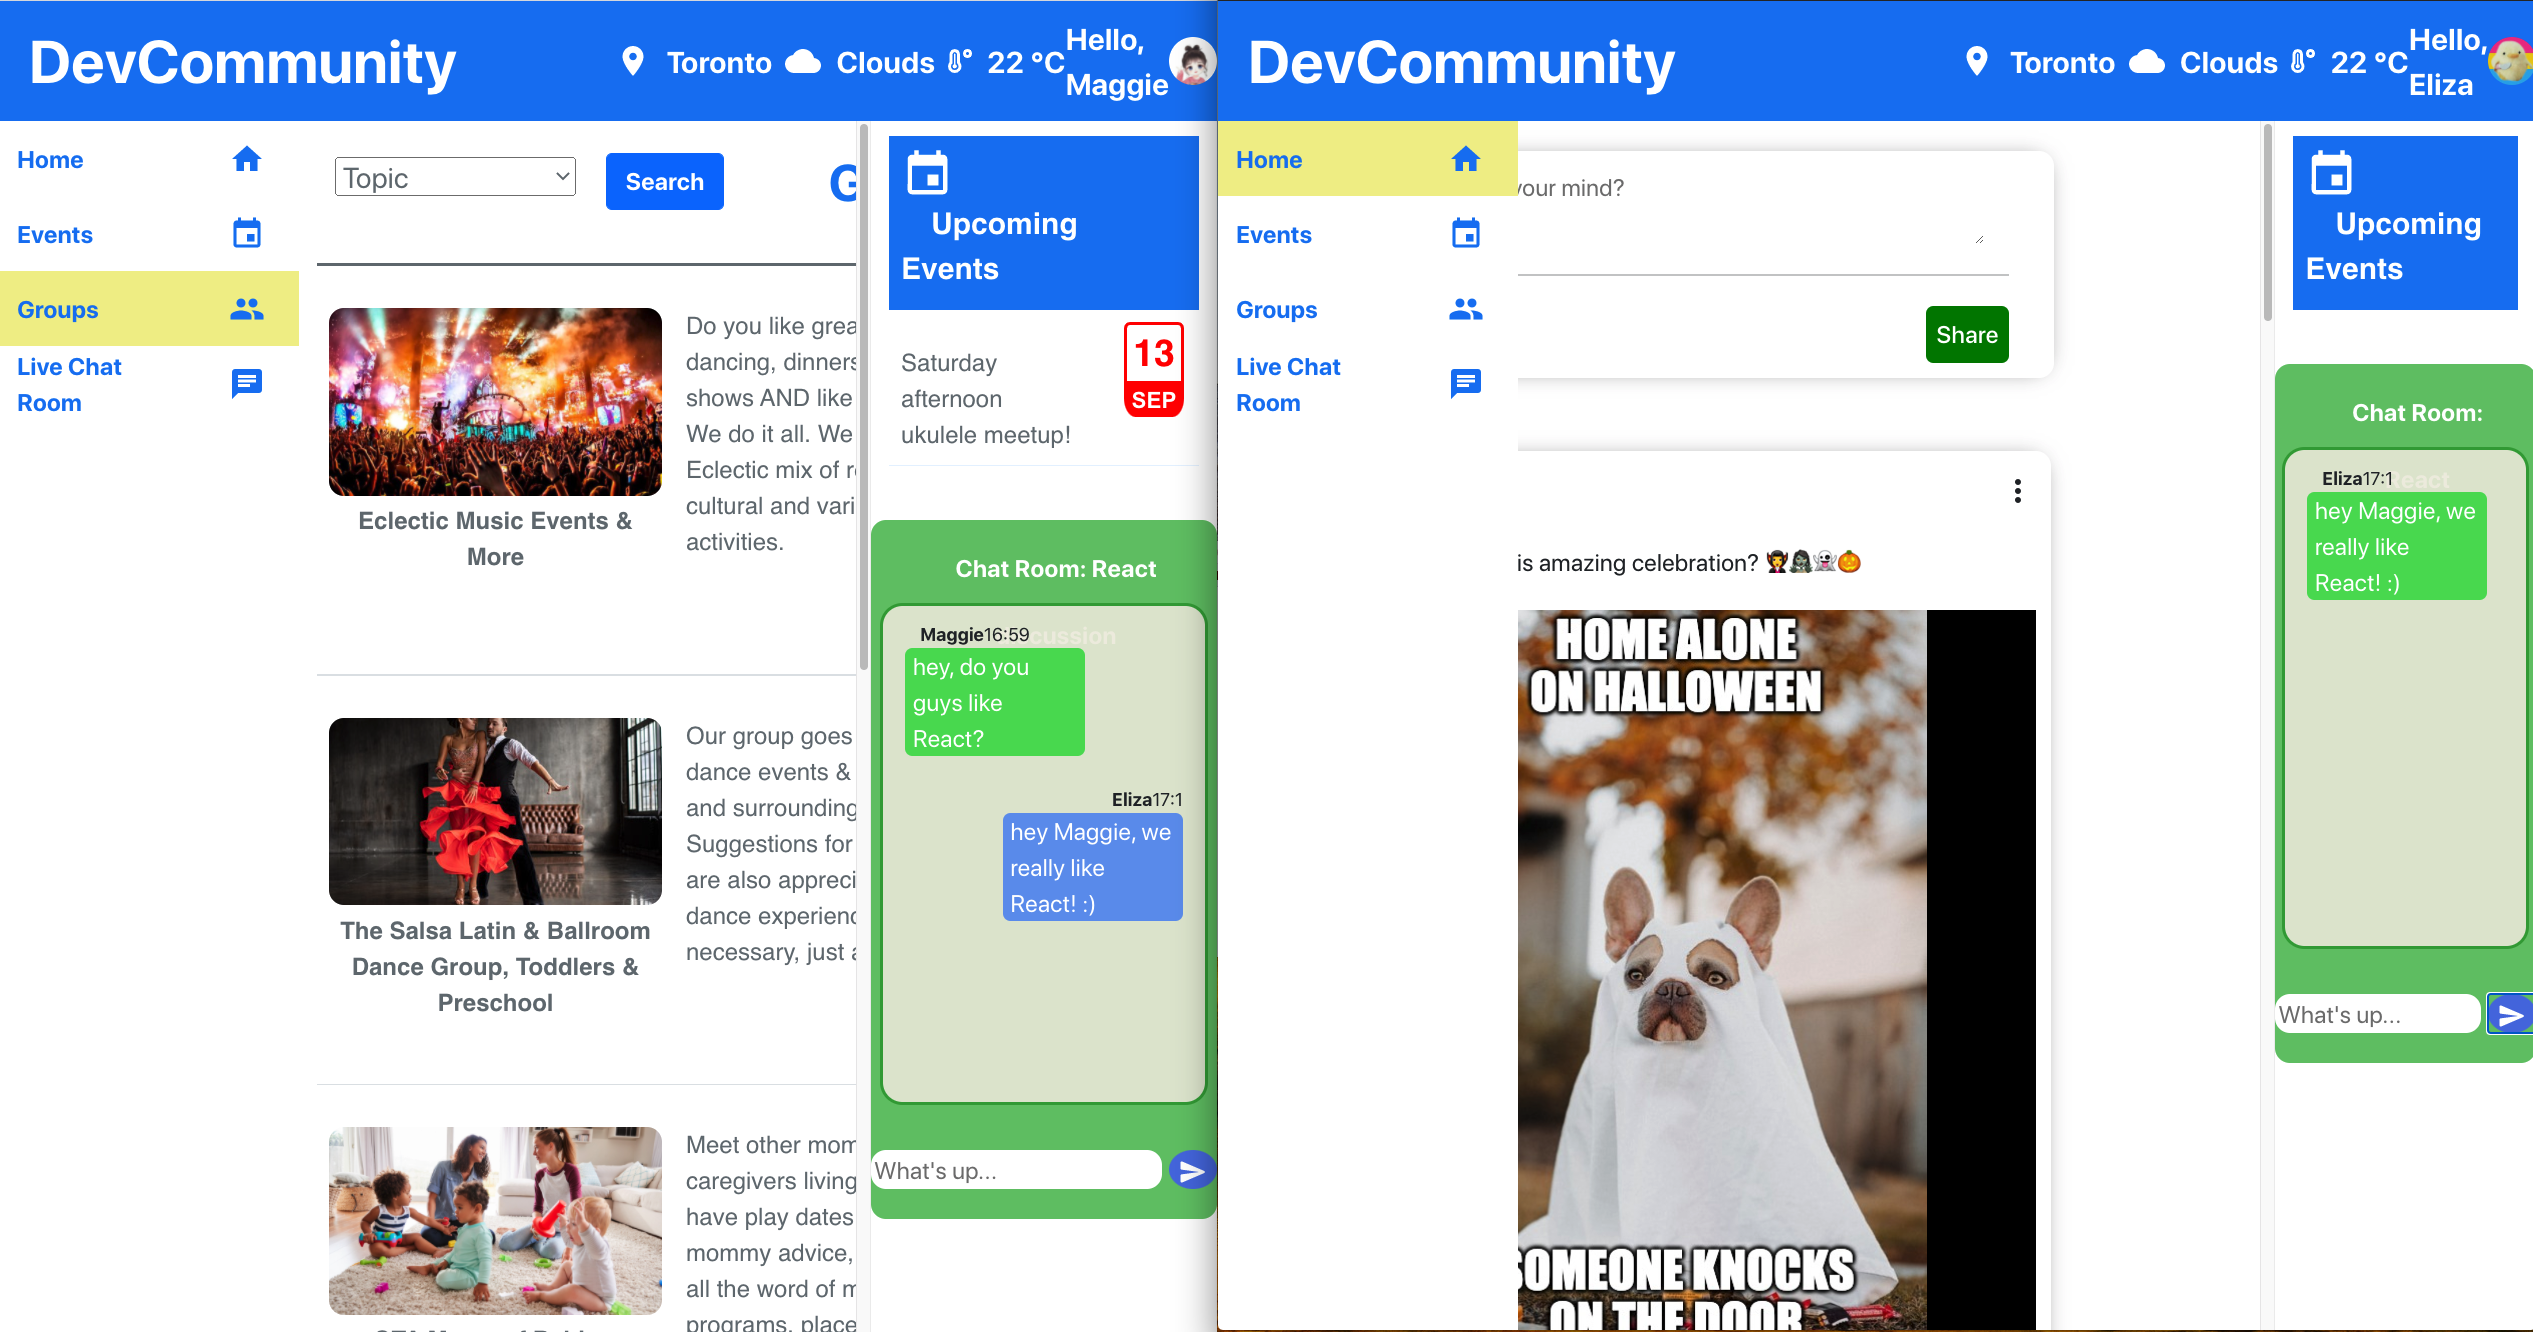 DevCommunity
Toronto
Clouds
22 °C
Hello,
Maggie
Home
Events
Groups
Live Chat
Room
Topic
Search
G
Do you like grea
dancing, dinners
shows AND like
We do it all. We
Eclectic mix of r
cultural and vari
activities.
Eclectic Music Events &
More
Our group goes
dance events &
and surrounding
Suggestions for
are also appreci
dance experienc
necessary, just a
The Salsa Latin & Ballroom
Dance Group, Toddlers &
Preschool
Meet other mom
caregivers living
have play dates
mommy advice,
all the word of m
programs, place
Upcoming
Events
Saturday
afternoon
ukulele meetup!
13
SEP
Chat Room: React
cussion
Maggie16:59
hey, do you
guys like
React?
Eliza17:1
hey Maggie, we
really like
React! :)
What's up...
DevCommunity
Toronto
Clouds
22 °C
Hello,
Eliza
Home
Events
Groups
Live Chat
Room
your mind?
Share
is amazing celebration? 🧛‍♀️🧟‍♀️👻🎃
HOME ALONE
ON HALLOWEEN
SOMEONE KNOCKS
ON THE DOOR
Upcoming
Events
Chat Room:
React
Eliza17:1
hey Maggie, we
really like
React! :)
What's up...